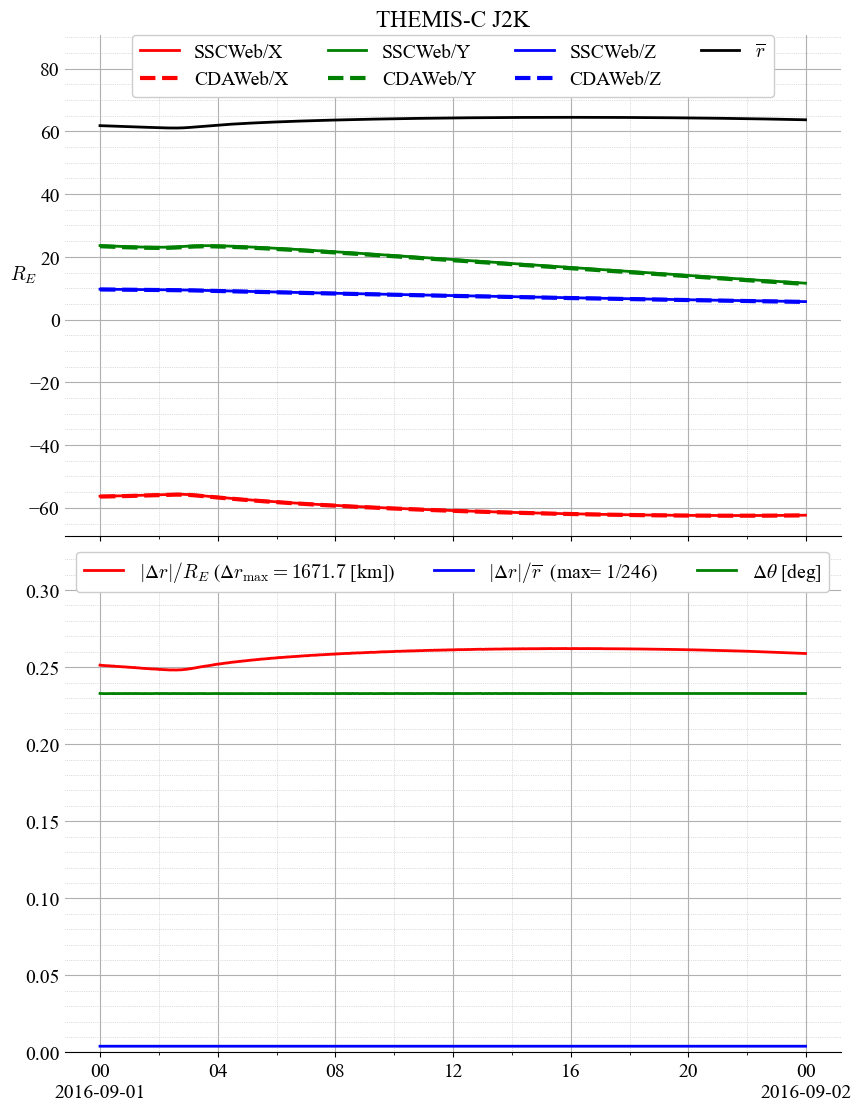 THEMIS-C J2K
SSCWeb/X SSCWeb/Y SSCWeb/Z r̅
CDAWeb/X CDAWeb/Y CDAWeb/Z
80
60
40
20
R_E
0
−20
−40
−60
|Δr|/R_E (Δr_max = 1671.7 [km]) |Δr|/r̅ (max= 1/246) Δθ [deg]
0.30
0.25
0.20
0.15
0.10
0.05
0.00
00 04 08 12 16 20 00
2016-09-01 2016-09-02